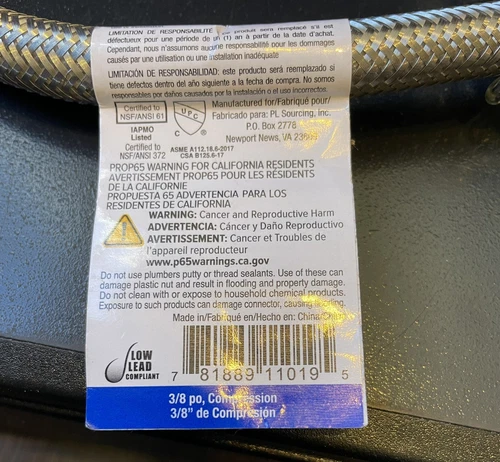 LIMITATION DE RESPONSABILITÉ produit sera remplacé s'il est
défectueux pour une période de (1) an à partir de la date d'achat.
Cependant, nous n'assumons aucune responsabilité pour les dommages
causés par une utilisation ou une installation inadéquate
LIMITACIÓN DE RESPONSABILIDAD: este producto será reemplazado si
tiene defectos dentro del año siguiente a la fecha de compra. No somos
responsables por daños causados por la instalación o el uso
Certified to
NSF/ANSI 61
IAPMO
Listed
Certified to
NSF/ANSI 372
UPC
C
®
ASME A112.18.6-2017
CSA B125.6-17
Manufactured for/Fabriqué pour/
Fabricado para: PL Sourcing, Inc.
P.O. Box 2778
Newport News, VA
PROP65 WARNING FOR CALIFORNIA RESIDENTS
AVERTISSEMENT PROP65 POUR LES RÉSIDENTS
DE LA CALIFORNIE
PROPUESTA 65 ADVERTENCIA PARA LOS
RESIDENTES DE CALIFORNIA
WARNING: Cancer and Reproductive Harm
ADVERTENCIA: Cáncer y Daño Reproductivo
AVERTISSEMENT: Cancer et Troubles de
l'appareil reproducteur
www.p65warnings.ca.gov
Do not use plumbers putty or thread sealants. Use of these can
damage plastic nut and result in flooding and property damage.
Do not clean with or expose to household chemical products.
Exposure to such products can damage connector, causing flooding.
Made in/Fabriqué en/Hecho en: China/Chine
LOW
LEAD
COMPLIANT
7 81889 11019 5
3/8 po, Compression
3/8" de Compresión